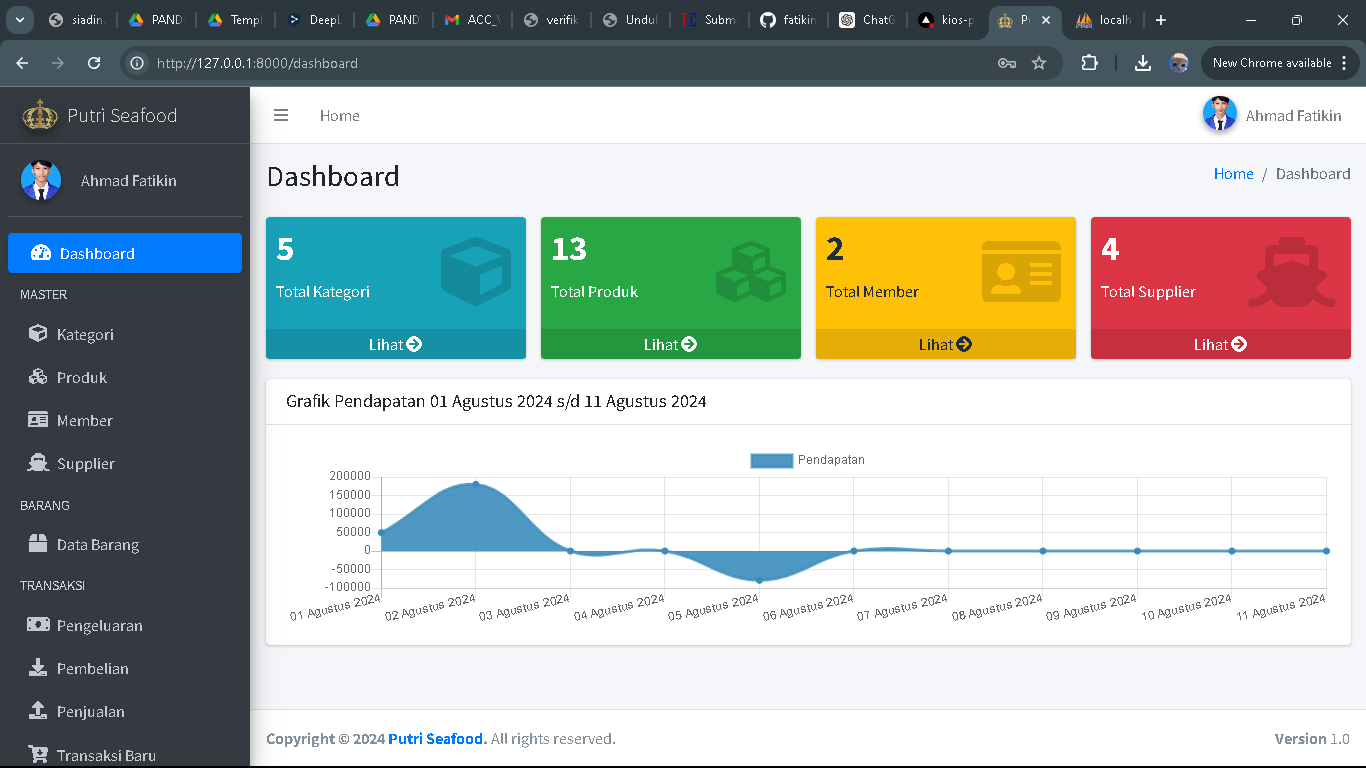 siadin
PAND
Templ
DeepL
PAND
ACC_
verifik
Undul
Subm
fatikin
ChatG
kios-p
localh
http://127.0.0.1:8000/dashboard
New Chrome available
Putri Seafood
Home
Ahmad Fatikin
Ahmad Fatikin
Dashboard
Home / Dashboard
Dashboard
MASTER
Kategori
Produk
Member
Supplier
BARANG
Data Barang
TRANSAKSI
Pengeluaran
Pembelian
Penjualan
Transaksi Baru
5
Total Kategori
Lihat
13
Total Produk
Lihat
2
Total Member
Lihat
4
Total Supplier
Lihat
Grafik Pendapatan 01 Agustus 2024 s/d 11 Agustus 2024
Pendapatan
200000
150000
100000
50000
0
-50000
-100000
01 Agustus 2024
02 Agustus 2024
03 Agustus 2024
04 Agustus 2024
05 Agustus 2024
06 Agustus 2024
07 Agustus 2024
08 Agustus 2024
09 Agustus 2024
10 Agustus 2024
11 Agustus 2024
Copyright © 2024 Putri Seafood. All rights reserved.
Version 1.0